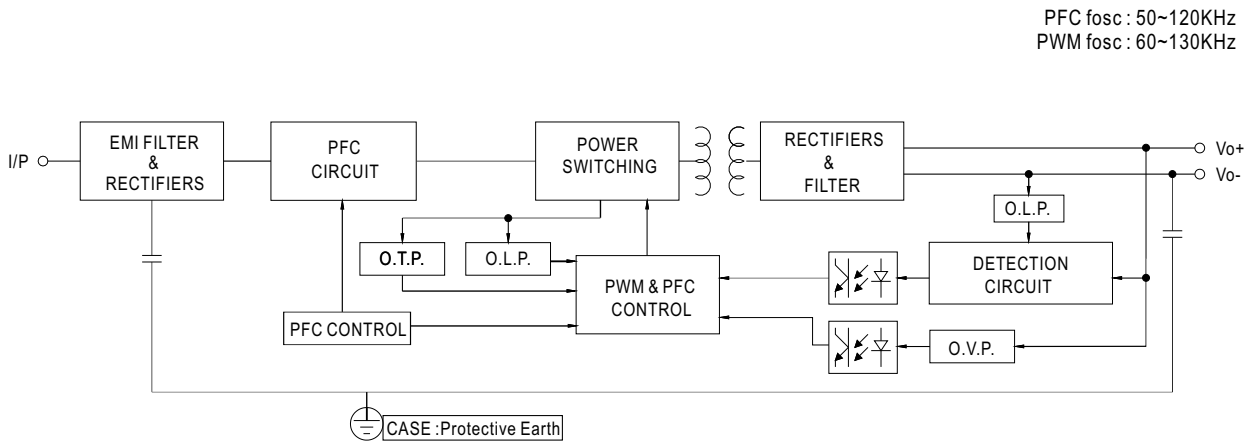 PFC fosc : 50~120KHz
PWM fosc : 60~130KHz
I/P
EMI FILTER
&
RECTIFIERS
PFC
CIRCUIT
POWER
SWITCHING
RECTIFIERS
&
FILTER
Vo+
Vo-
O.L.P.
O.T.P.
O.L.P.
PWM & PFC
CONTROL
DETECTION
CIRCUIT
PFC CONTROL
O.V.P.
CASE : Protective Earth